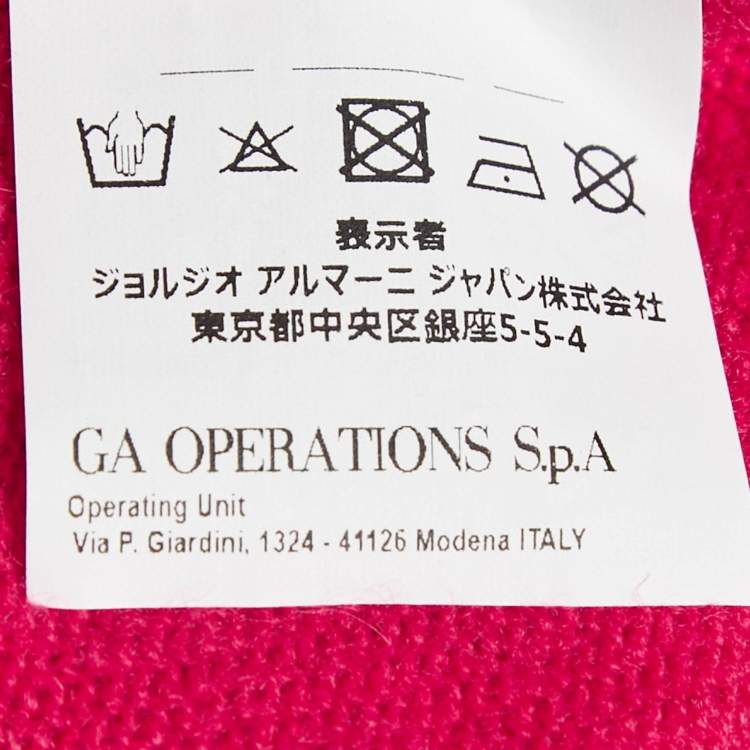 表示者
ジョルジオ アルマーニ ジャパン株式会社
東京都中央区銀座5-5-4
GA OPERATIONS S.p.A
Operating Unit
Via P. Giardini, 1324 - 41126 Modena ITALY